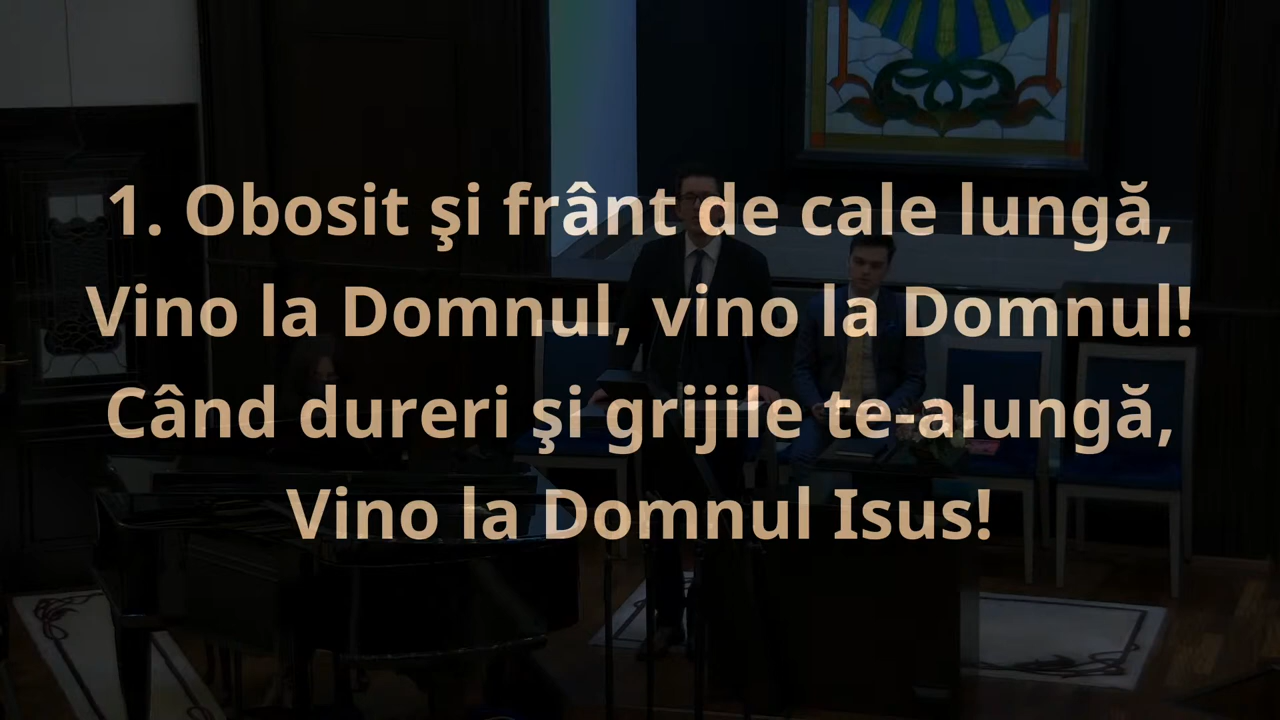 1. Obosit şi frânt de cale lungă,
Vino la Domnul, vino la Domnul!
Când dureri şi grijile te-alungă,
Vino la Domnul Isus!